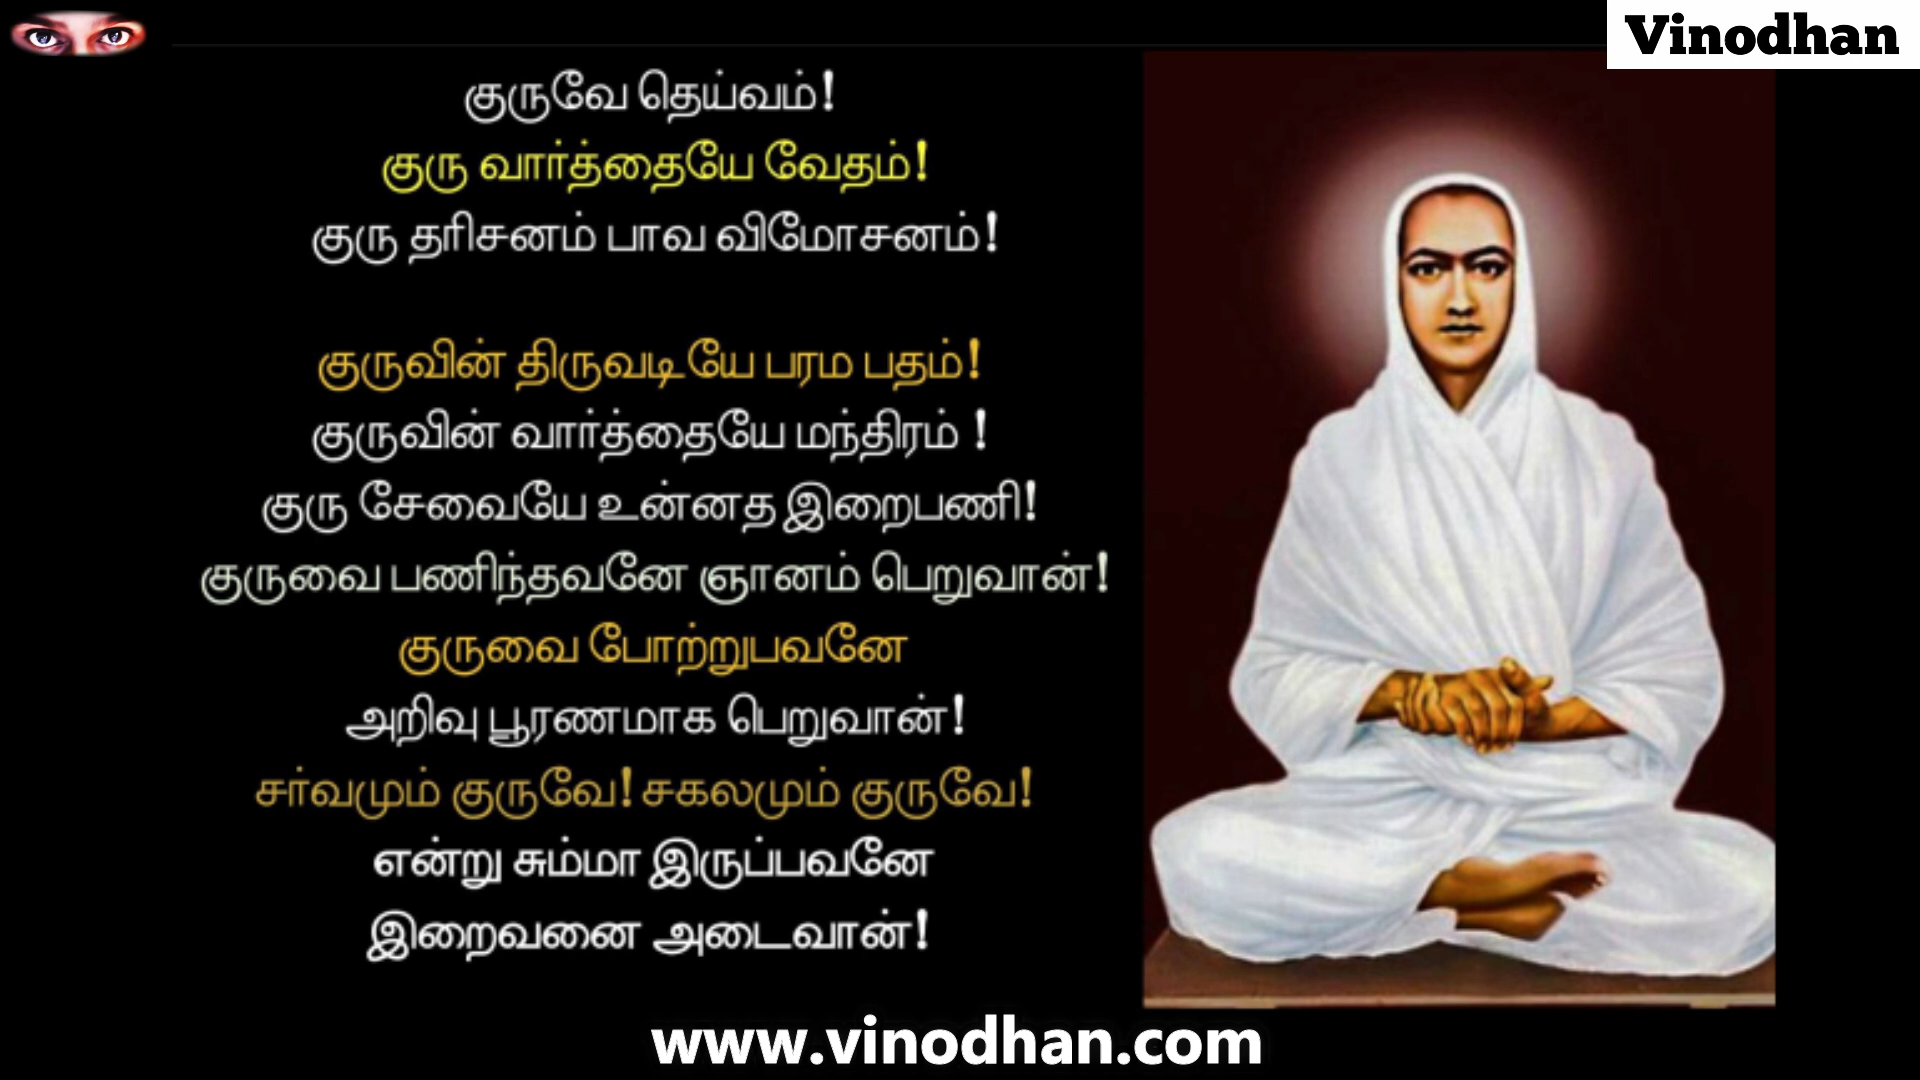 Vinodhan
குருவே தெய்வம்!
குரு வார்த்தையே வேதம்!
குரு தரிசனம் பாவ விமோசனம்!
குருவின் திருவடியே பரம பதம்!
குருவின் வார்த்தையே மந்திரம் !
குரு சேவையே உன்னத இறைபணி!
குருவை பணிந்தவனே ஞானம் பெறுவான்!
குருவை போற்றுபவனே
அறிவு பூரணமாக பெறுவான்!
சர்வமும் குருவே! சகலமும் குருவே!
என்று சும்மா இருப்பவனே
இறைவனை அடைவான்!
www.vinodhan.com